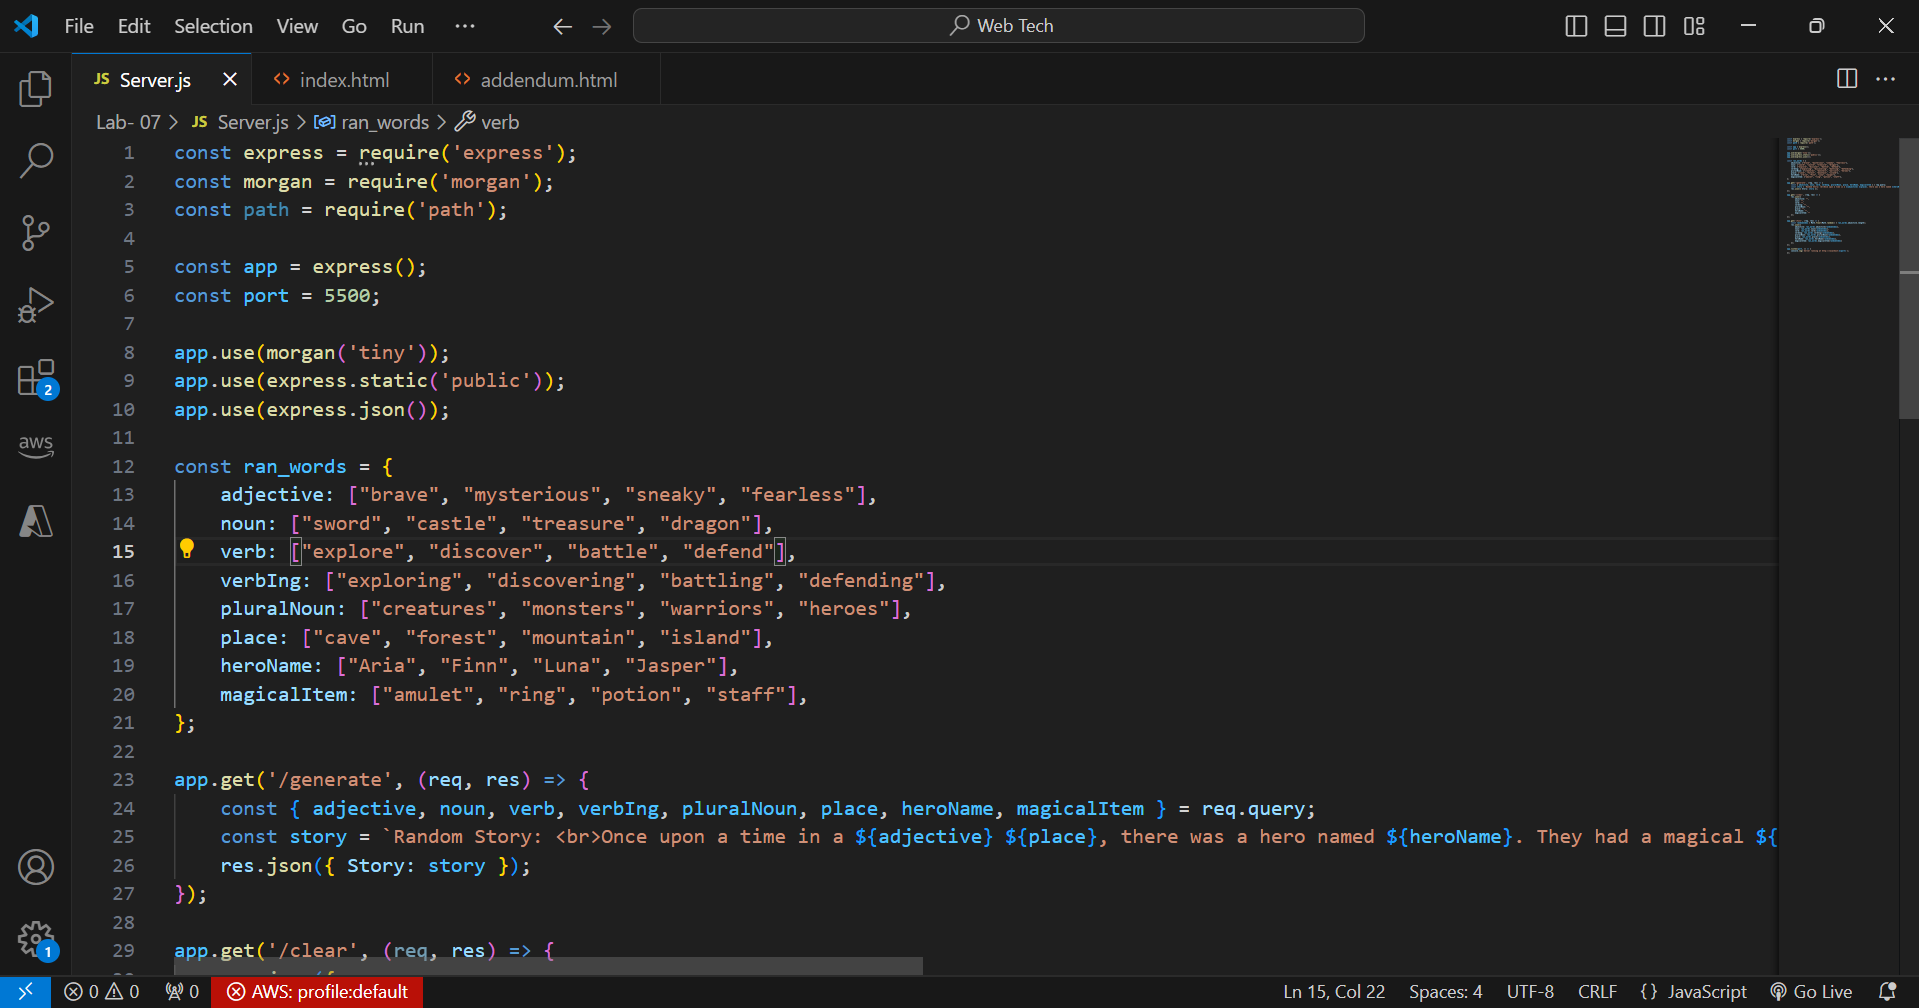 File Edit Selection View Go Run ··· Web Tech
JS Server.js index.html addendum.html ···
Lab- 07 > JS Server.js > ran_words > verb
1 const express = require('express');
2 const morgan = require('morgan');
3 const path = require('path');
4
5 const app = express();
6 const port = 5500;
7
8 app.use(morgan('tiny'));
9 app.use(express.static('public'));
10 app.use(express.json());
11
12 const ran_words = {
13 adjective: ["brave", "mysterious", "sneaky", "fearless"],
14 noun: ["sword", "castle", "treasure", "dragon"],
15 verb: ["explore", "discover", "battle", "defend"],
16 verbIng: ["exploring", "discovering", "battling", "defending"],
17 pluralNoun: ["creatures", "monsters", "warriors", "heroes"],
18 place: ["cave", "forest", "mountain", "island"],
19 heroName: ["Aria", "Finn", "Luna", "Jasper"],
20 magicalItem: ["amulet", "ring", "potion", "staff"],
21 };
22
23 app.get('/generate', (req, res) => {
24 const { adjective, noun, verb, verbIng, pluralNoun, place, heroName, magicalItem } = req.query;
25 const story = `Random Story: <br>Once upon a time in a ${adjective} ${place}, there was a hero named ${heroName}. They had a magical ${
26 res.json({ Story: story });
27 });
28
29 app.get('/clear', (req, res) => {
2
aws
1
0 0 0 AWS: profile:default Ln 15, Col 22 Spaces: 4 UTF-8 CRLF {} JavaScript Go Live